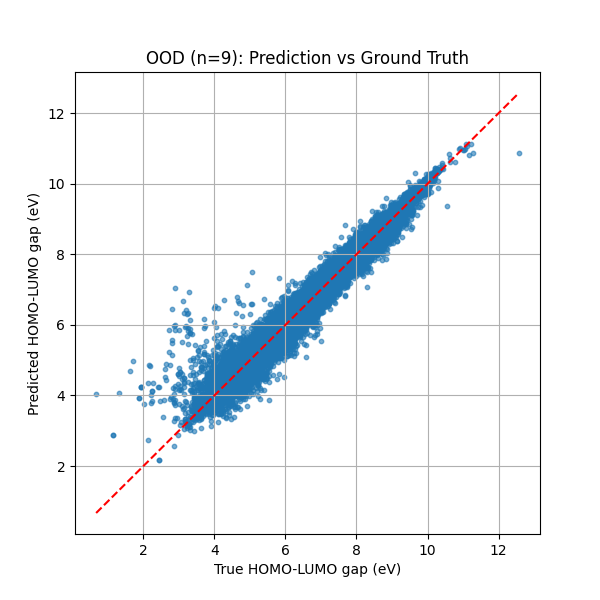 OOD (n=9): Prediction vs Ground Truth
Predicted HOMO-LUMO gap (eV)
12
10
8
6
4
2
2 4 6 8 10 12
True HOMO-LUMO gap (eV)